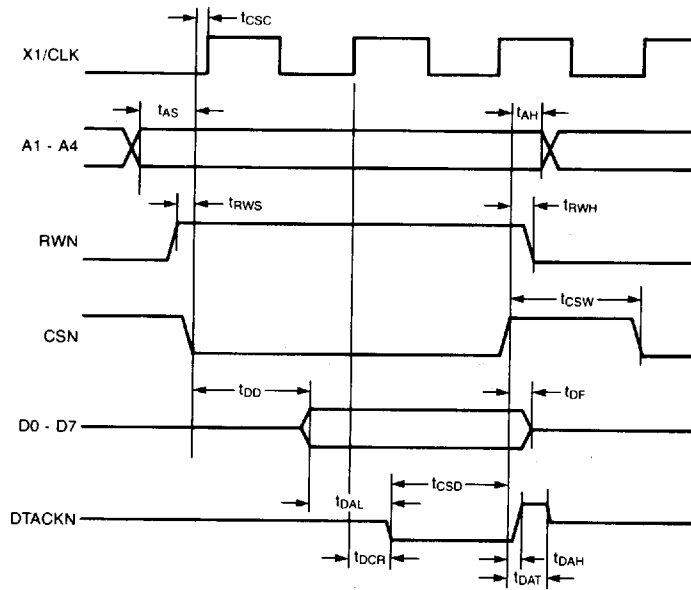 tCSC
X1/CLK
tAS
tAH
A1 - A4
tRWS
tRWH
RWN
tCSW
CSN
tDD
tDF
D0 - D7
tCSD
tDAL
DTACKN
tDCR
tDAH
tDAT